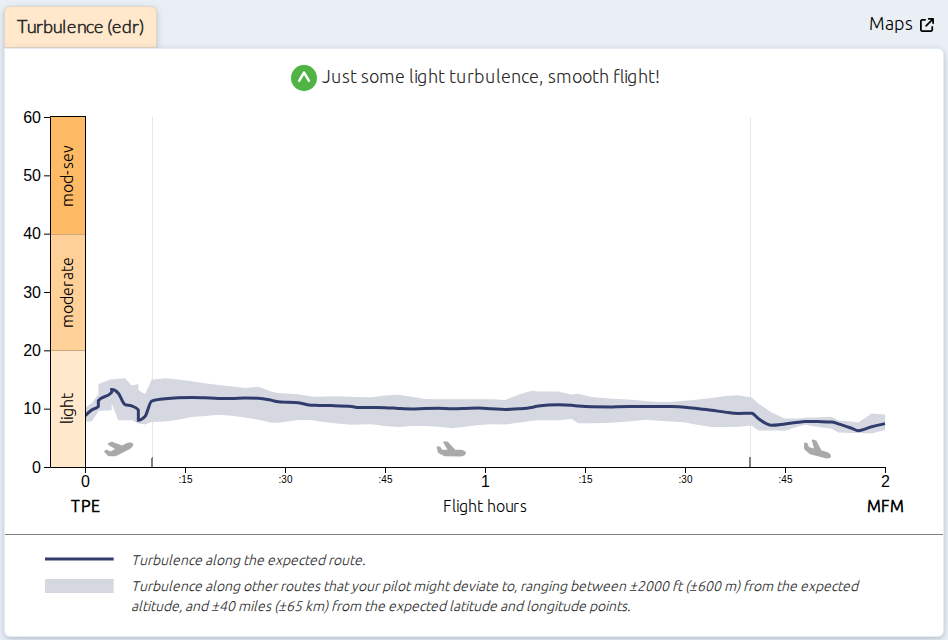 Turbulence (edr)
Maps
Just some light turbulence, smooth flight!
60
50
40
30
20
10
0
mod-sev
moderate
light
0 :15 :30 :45 1 :15 :30 :45 2
TPE Flight hours MFM
Turbulence along the expected route.
Turbulence along other routes that your pilot might deviate to, ranging between ±2000 ft (±600 m) from the expected
altitude, and ±40 miles (±65 km) from the expected latitude and longitude points.